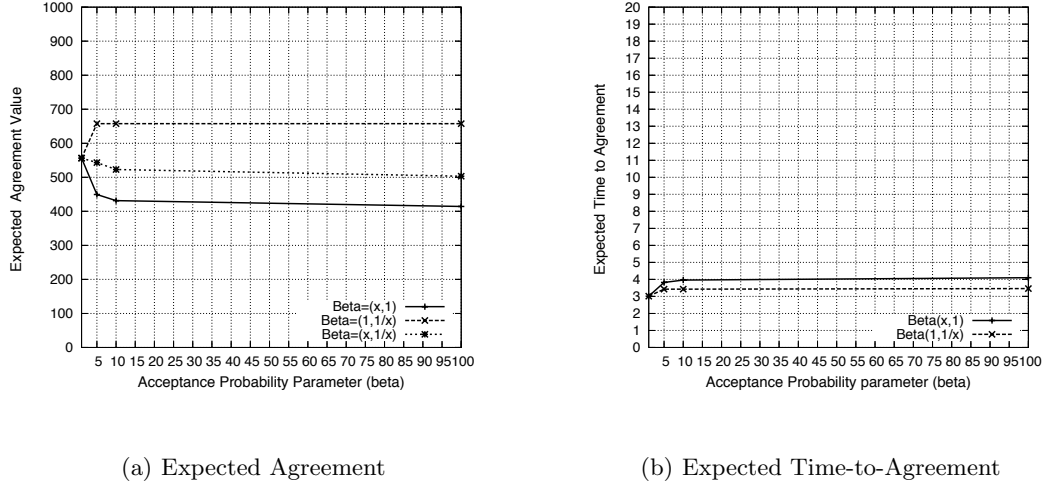 1000
900
800
700
600
500
400
300
200
100
0
Expected Agreement Value
Beta=(x,1)
Beta=(1,1/x)
Beta=(x,1/x)
5 10 15 20 25 30 35 40 45 50 55 60 65 70 75 80 85 90 95100
Acceptance Probability Parameter (beta)
(a) Expected Agreement
20
19
18
17
16
15
14
13
12
11
10
9
8
7
6
5
4
3
2
1
0
Expected Time to Agreement
Beta(x,1)
Beta(1,1/x)
5 10 15 20 25 30 35 40 45 50 55 60 65 70 75 80 85 90 95100
Acceptance Probability parameter (beta)
(b) Expected Time-to-Agreement